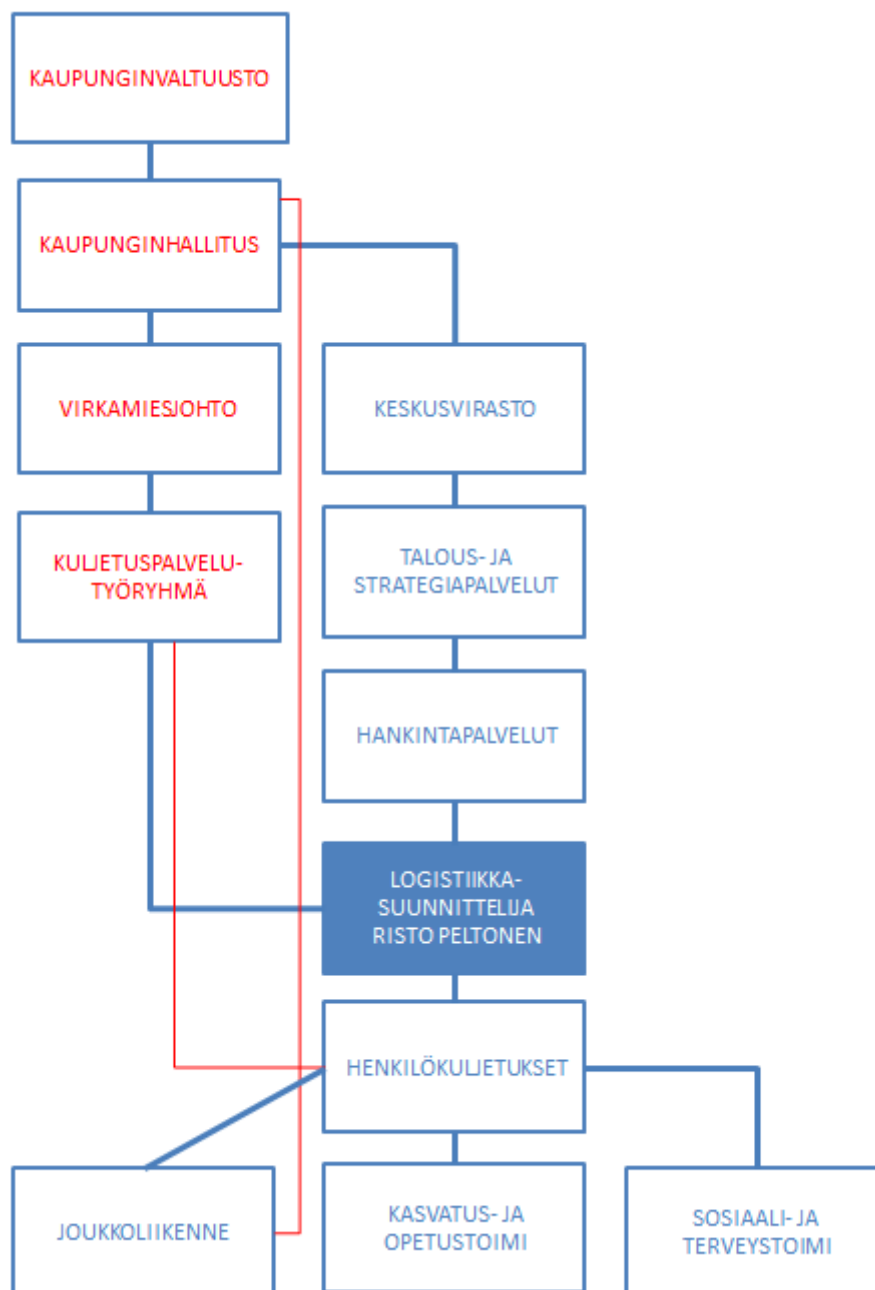 KAUPUNGINVALTUUSTO
KAUPUNGINHALLITUS
VIRKAMIESJOHTO
KESKUSVIRASTO
KULJETUSPALVELU-
TYÖRYHMÄ
TALOUS- JA
STRATEGIAPALVELUT
HANKINTAPALVELUT
LOGISTIIKKA-
SUUNNITTELIJA
RISTO PELTONEN
HENKILÖKULJETUKSET
JOUKKOLIIKENNE
KASVATUS- JA
OPETUSTOIMI
SOSIAALI- JA
TERVEYSTOIMI